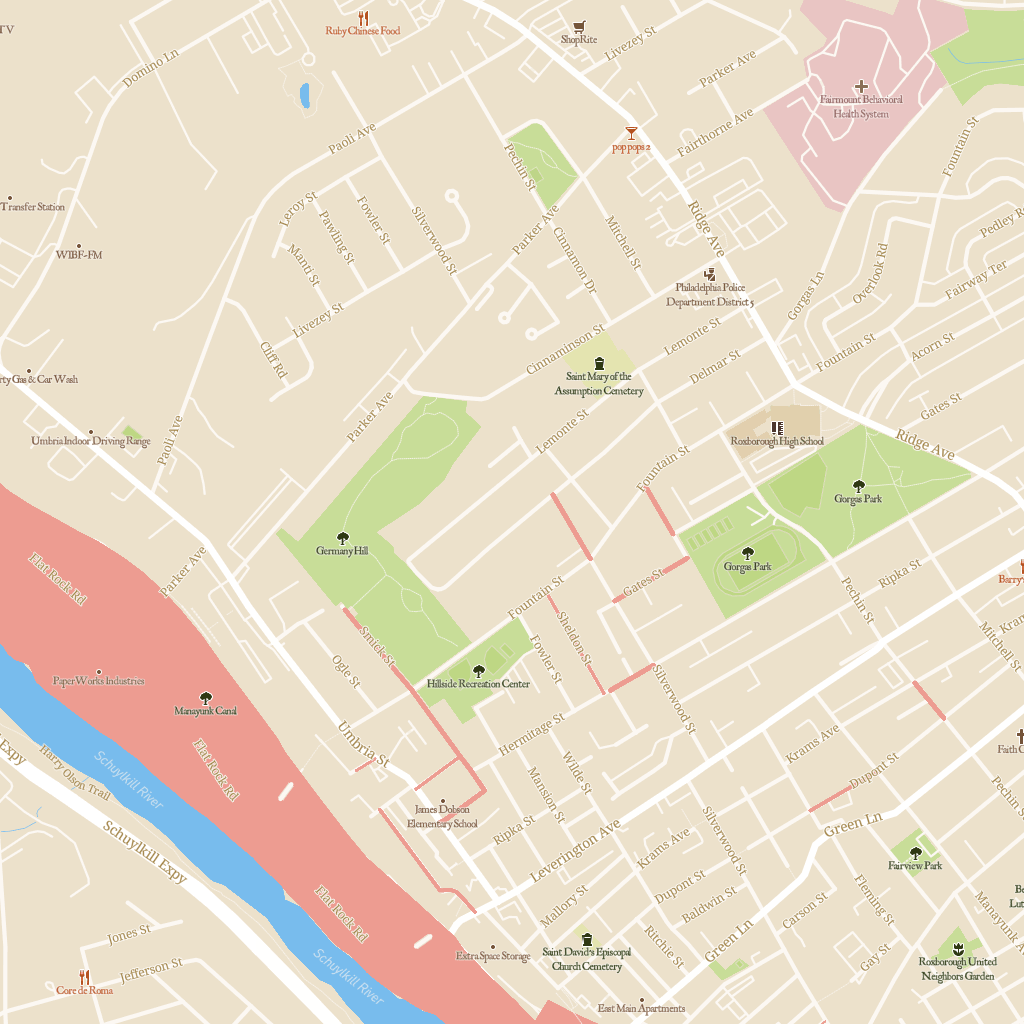 TV
Ruby Chinese Food
ShopRite
Livezey St
Domino Ln
Parker Ave
Fairmount Behavioral
Health System
Paoli Ave
pop pops 2
Fairthorne Ave
Fountain St
Pechin St
Transfer Station
Leroy St
Pawling St
Fowler St
Silverwood St
Parker Ave
Mitchell St
Ridge Ave
Pedley R
WIBF-FM
Manti St
Cinnamon Dr
Overlook Rd
Philadelphia Police
Department District 5
Gorgas Ln
Fairway Ter
Livezey St
Cliff Rd
Cinnaminson St
Lemonte St
Fountain St
Acorn St
rty Gas & Car Wash
Saint Mary of the
Assumption Cemetery
Delmar St
Parker Ave
Gates St
Umbria Indoor Driving Range
Paoli Ave
Lemonte St
Roxborough High School
Ridge Ave
Fountain St
Gorgas Park
Germany Hill
Gorgas Park
Flat Rock Rd
Parker Ave
Gates St
Ripka St
Barry'
Fountain St
Pechin St
Kram
Smick St
Sheldon St
Fowler St
Mitchell St
Ogle St
PaperWorks Industries
Hillside Recreation Center
Silverwood St
Manayunk Canal
Umbria St
Hermitage St
Krams Ave
Faith C
Expy
Harry Olson Trail
Schuylkill River
Flat Rock Rd
Wilde St
Mansion St
Dupont St
Pechin S
James Dobson
Elementary School
Ripka St
Green Ln
Schuylkill Expy
Leverington Ave
Krams Ave
Silverwood St
Fairview Park
Dupont St
Baldwin St
Be
Lut
Flat Rock Rd
Mallory St
Carson St
Fleming St
Manayunk A
Jones St
Ritchie St
Green Ln
Extra Space Storage
Saint David's Episcopal
Church Cemetery
Gay St
Roxborough United
Neighbors Garden
Jefferson St
Core de Roma
Schuylkill River
East Main Apartments